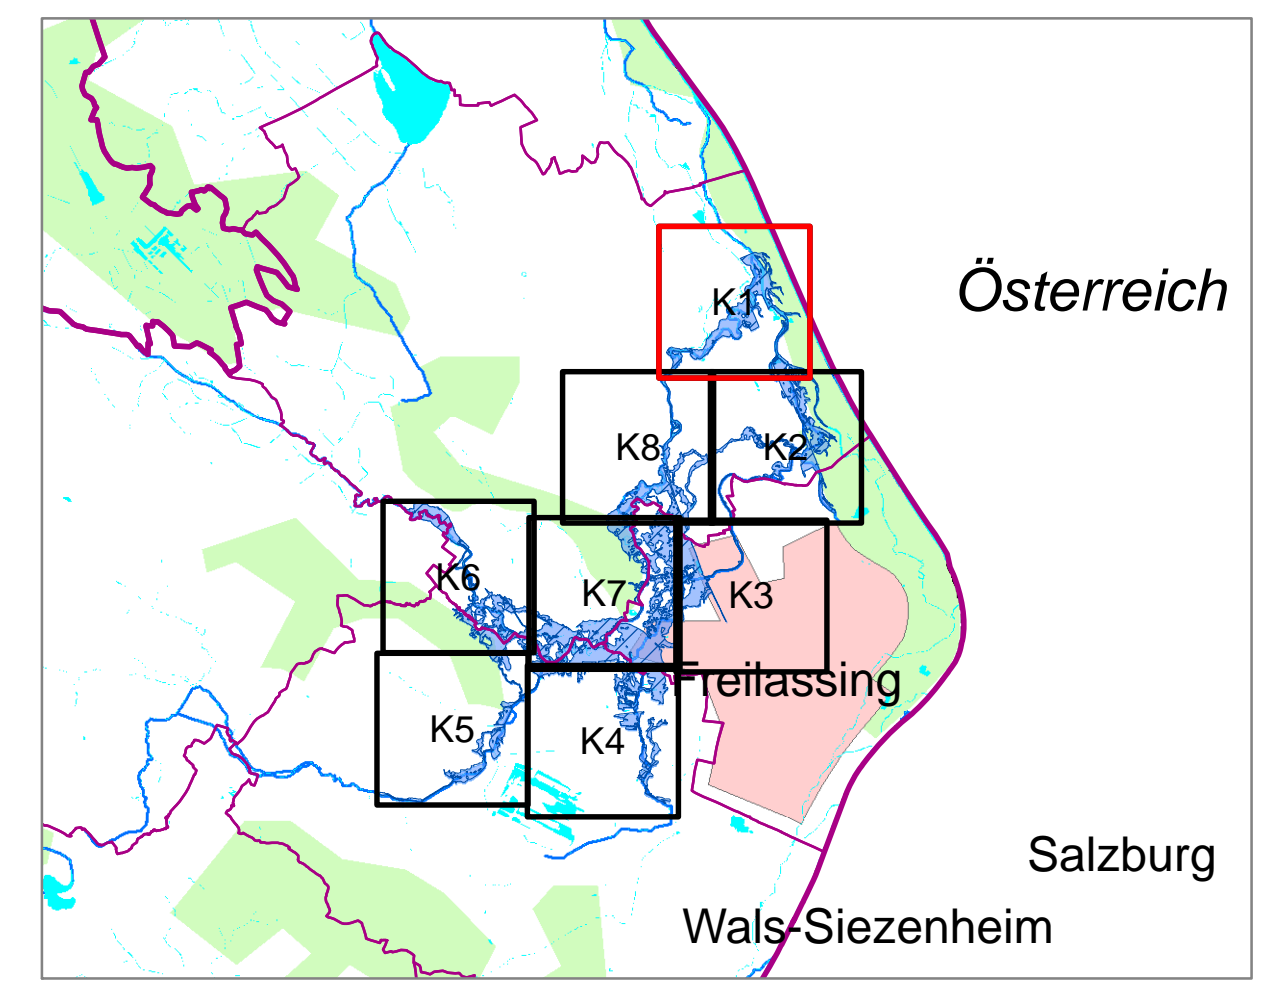 Österreich
K1
K8
K2
K6
K7
K3
Freilassing
K5
K4
Salzburg
Wals-Siezenheim